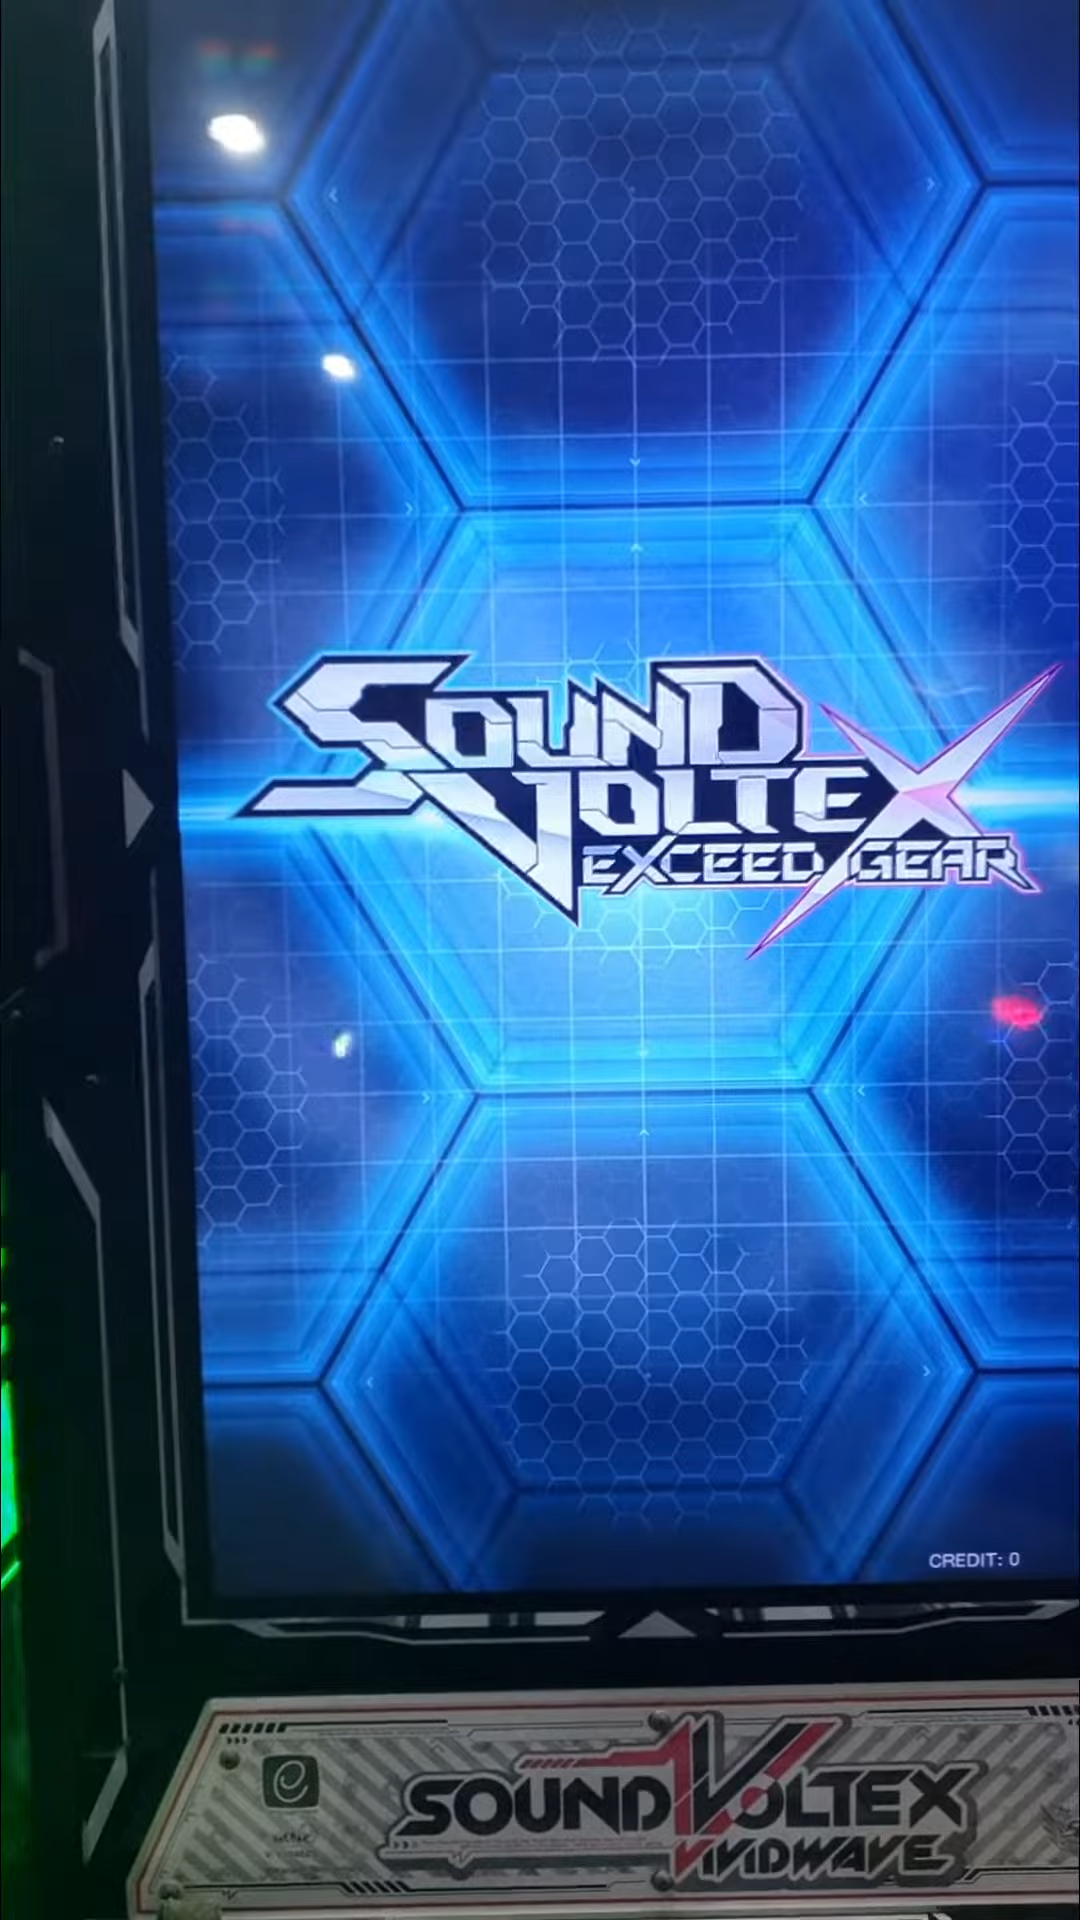 SOUND
VOLTEX
EXCEED GEAR
CREDIT: 0
SOUND VOLTEX
VIVIDWAVE